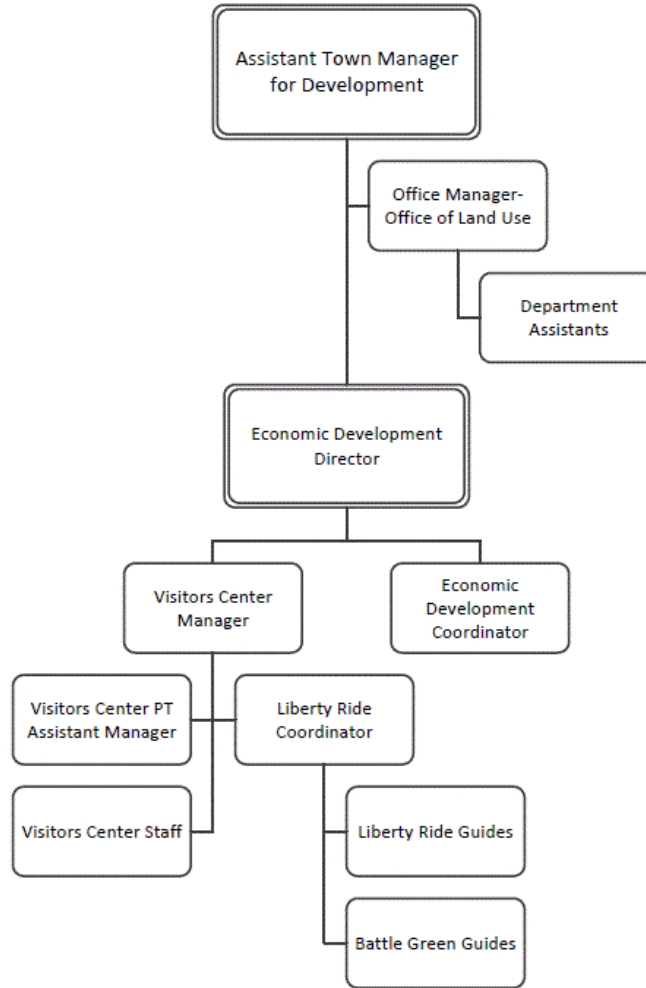 Assistant Town Manager
for Development
Office Manager-
Office of Land Use
Department
Assistants
Economic Development
Director
Visitors Center
Manager
Economic
Development
Coordinator
Visitors Center PT
Assistant Manager
Liberty Ride
Coordinator
Visitors Center Staff
Liberty Ride Guides
Battle Green Guides